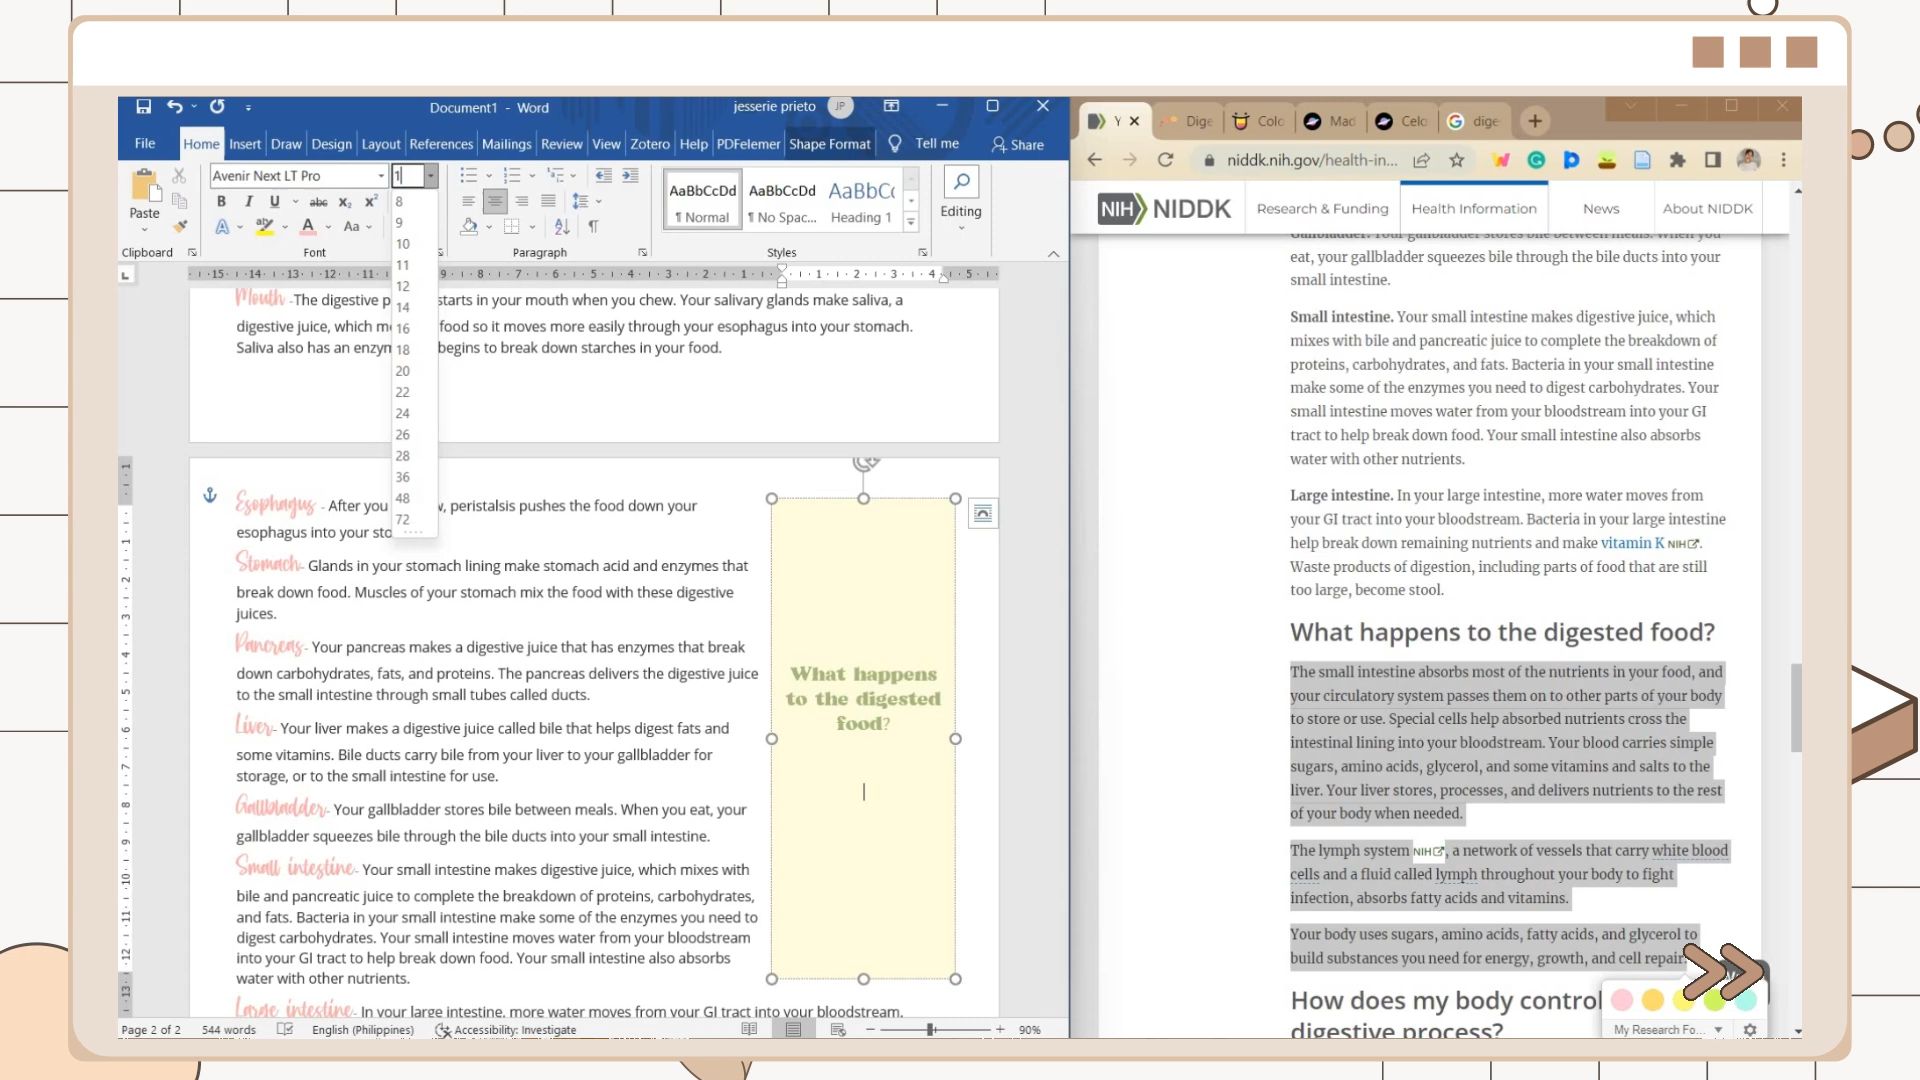 Document1 - Word
jesserie prieto
JP
File
Home
Insert
Draw
Design
Layout
References
Mailings
Review
View
Zotero
Help
PDFelemer
Shape Format
Tell me
Share
Paste
Avenir Next LT Pro
1
B I U abc X₂ X²
A A Aa
AaBbCcDd
¶ Normal
AaBbCcDd
¶ No Spac...
AaBbC
Heading 1
Editing
Clipboard
Font
Paragraph
Styles
8
9
10
11
12
14
16
18
20
22
24
26
28
36
48
72
Mouth -The digestive p starts in your mouth when you chew. Your salivary glands make saliva, a
digestive juice, which m food so it moves more easily through your esophagus into your stomach.
Saliva also has an enzym begins to break down starches in your food.
Esophagus - After you w, peristalsis pushes the food down your
esophagus into your sto
Stomach- Glands in your stomach lining make stomach acid and enzymes that
break down food. Muscles of your stomach mix the food with these digestive
juices.
Pancreas- Your pancreas makes a digestive juice that has enzymes that break
down carbohydrates, fats, and proteins. The pancreas delivers the digestive juice
to the small intestine through small tubes called ducts.
Liver- Your liver makes a digestive juice called bile that helps digest fats and
some vitamins. Bile ducts carry bile from your liver to your gallbladder for
storage, or to the small intestine for use.
Gallbladder- Your gallbladder stores bile between meals. When you eat, your
gallbladder squeezes bile through the bile ducts into your small intestine.
Small intestine- Your small intestine makes digestive juice, which mixes with
bile and pancreatic juice to complete the breakdown of proteins, carbohydrates,
and fats. Bacteria in your small intestine make some of the enzymes you need to
digest carbohydrates. Your small intestine moves water from your bloodstream
into your GI tract to help break down food. Your small intestine also absorbs
water with other nutrients.
Large intestine- In your large intestine, more water moves from your GI tract into your bloodstream.
What happens
to the digested
food?
Page 2 of 2
544 words
English (Philippines)
Accessibility: Investigate
90%
Y
Dige
Colo
Mad
Celo
dige
niddk.nih.gov/health-in...
NIH NIDDK
Research & Funding
Health Information
News
About NIDDK
Gallbladder. Your gallbladder stores bile between meals. When you
eat, your gallbladder squeezes bile through the bile ducts into your
small intestine.
Small intestine. Your small intestine makes digestive juice, which
mixes with bile and pancreatic juice to complete the breakdown of
proteins, carbohydrates, and fats. Bacteria in your small intestine
make some of the enzymes you need to digest carbohydrates. Your
small intestine moves water from your bloodstream into your GI
tract to help break down food. Your small intestine also absorbs
water with other nutrients.
Large intestine. In your large intestine, more water moves from
your GI tract into your bloodstream. Bacteria in your large intestine
help break down remaining nutrients and make vitamin K NIH.
Waste products of digestion, including parts of food that are still
too large, become stool.
What happens to the digested food?
The small intestine absorbs most of the nutrients in your food, and
your circulatory system passes them on to other parts of your body
to store or use. Special cells help absorbed nutrients cross the
intestinal lining into your bloodstream. Your blood carries simple
sugars, amino acids, glycerol, and some vitamins and salts to the
liver. Your liver stores, processes, and delivers nutrients to the rest
of your body when needed.
The lymph system NIH, a network of vessels that carry white blood
cells and a fluid called lymph throughout your body to fight
infection, absorbs fatty acids and vitamins.
Your body uses sugars, amino acids, fatty acids, and glycerol to
build substances you need for energy, growth, and cell repair.
How does my body control
digestive process?
My Research Fo...